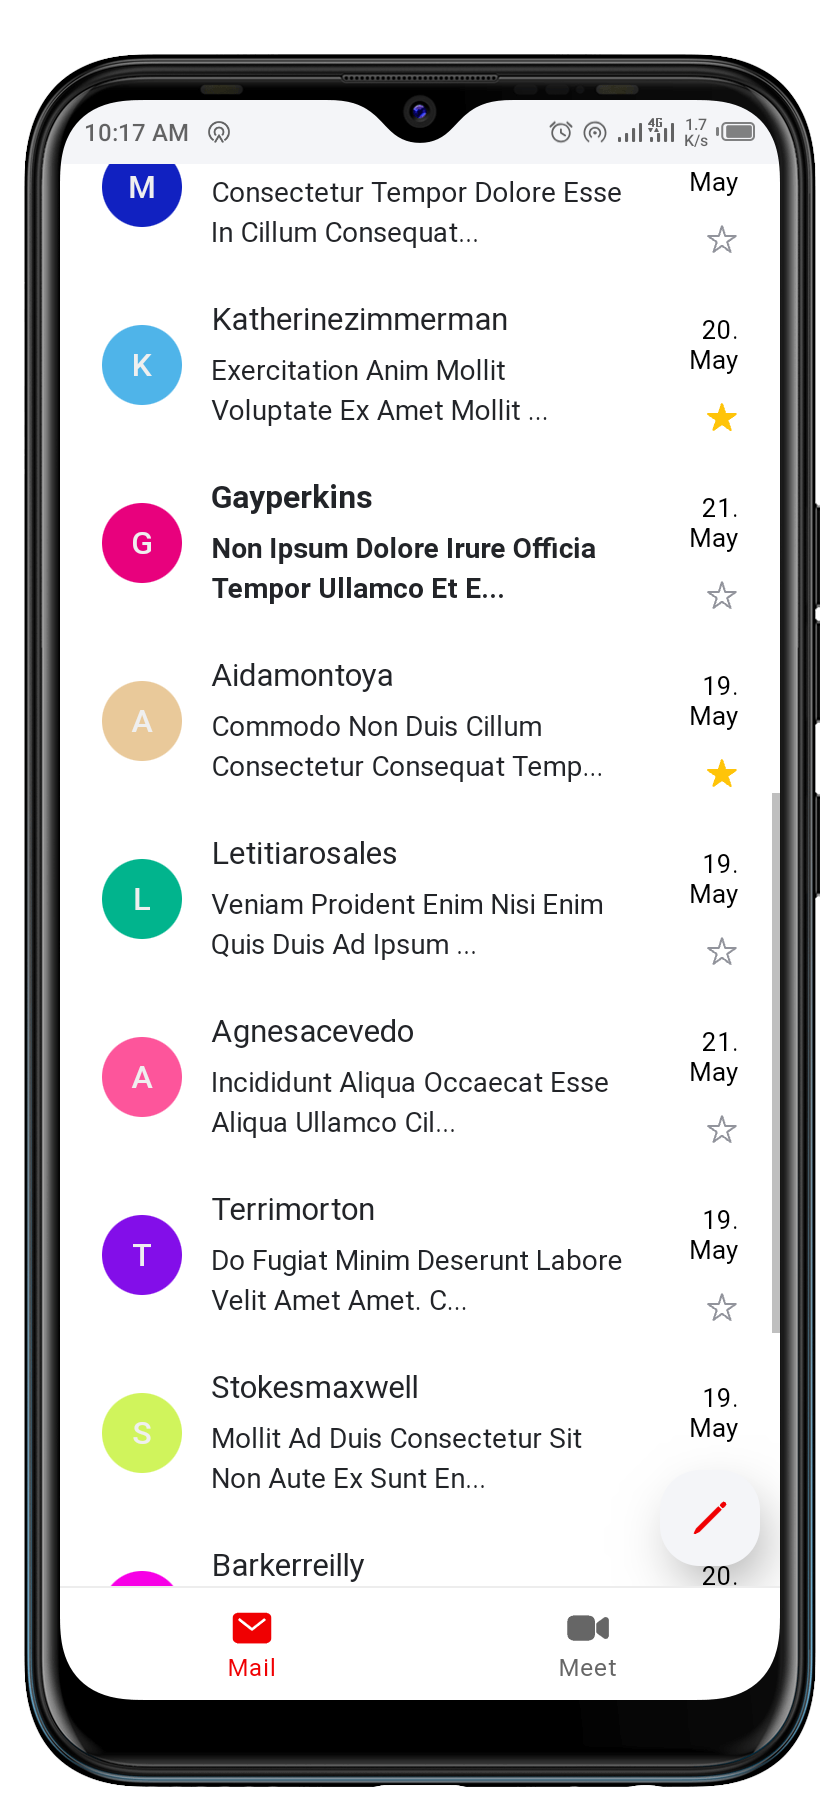 10:17 AM
4G
1.7
K/s
M
Consectetur Tempor Dolore Esse
In Cillum Consequat...
May
Katherinezimmerman
20.
May
K
Exercitation Anim Mollit
Voluptate Ex Amet Mollit ...
Gayperkins
21.
May
G
Non Ipsum Dolore Irure Officia
Tempor Ullamco Et E...
Aidamontoya
19.
May
A
Commodo Non Duis Cillum
Consectetur Consequat Temp...
Letitiarosales
19.
May
L
Veniam Proident Enim Nisi Enim
Quis Duis Ad Ipsum ...
Agnesacevedo
21.
May
A
Incididunt Aliqua Occaecat Esse
Aliqua Ullamco Cil...
Terrimorton
19.
May
T
Do Fugiat Minim Deserunt Labore
Velit Amet Amet. C...
Stokesmaxwell
19.
May
S
Mollit Ad Duis Consectetur Sit
Non Aute Ex Sunt En...
Barkerreilly
20.
Mail
Meet